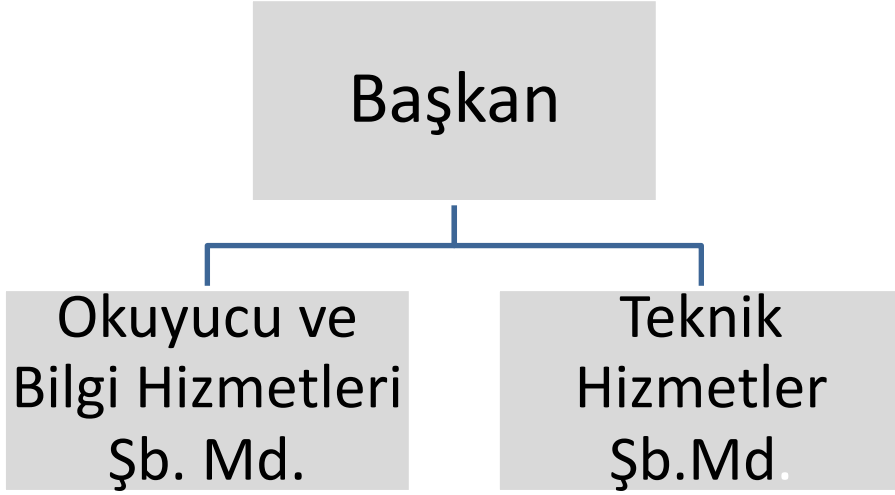 Başkan
Okuyucu ve
Bilgi Hizmetleri
Şb. Md.
Teknik
Hizmetler
Şb.Md.